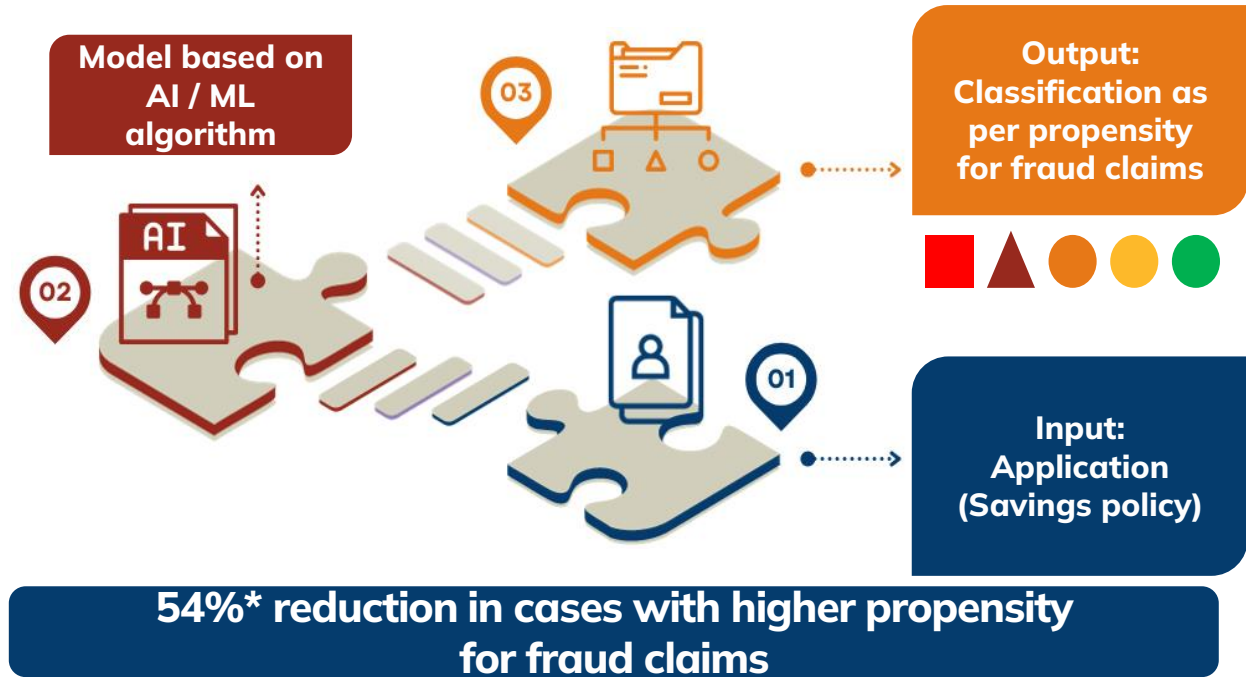 Model based on
AI / ML
algorithm
03
Output:
Classification as
per propensity
for fraud claims
AI
02
01
Input:
Application
(Savings policy)
54%* reduction in cases with higher propensity
for fraud claims